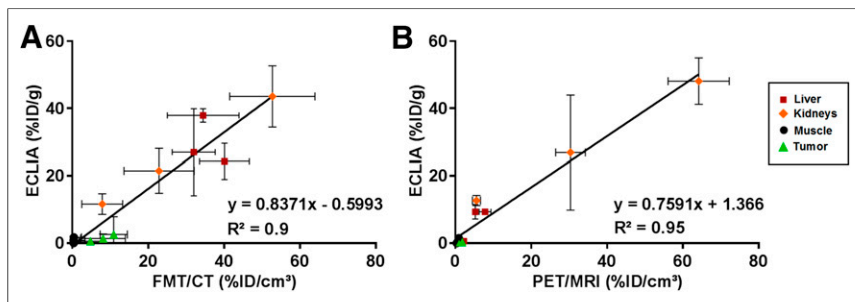 A
B
60
40
20
0
ECLIA (%ID/g)
y = 0.8371x - 0.5993
R² = 0.9
0 20 40 60 80
FMT/CT (%ID/cm³)
60
40
20
0
ECLIA (%ID/g)
y = 0.7591x + 1.366
R² = 0.95
0 20 40 60 80
PET/MRI (%ID/cm³)
Liver
Kidneys
Muscle
Tumor